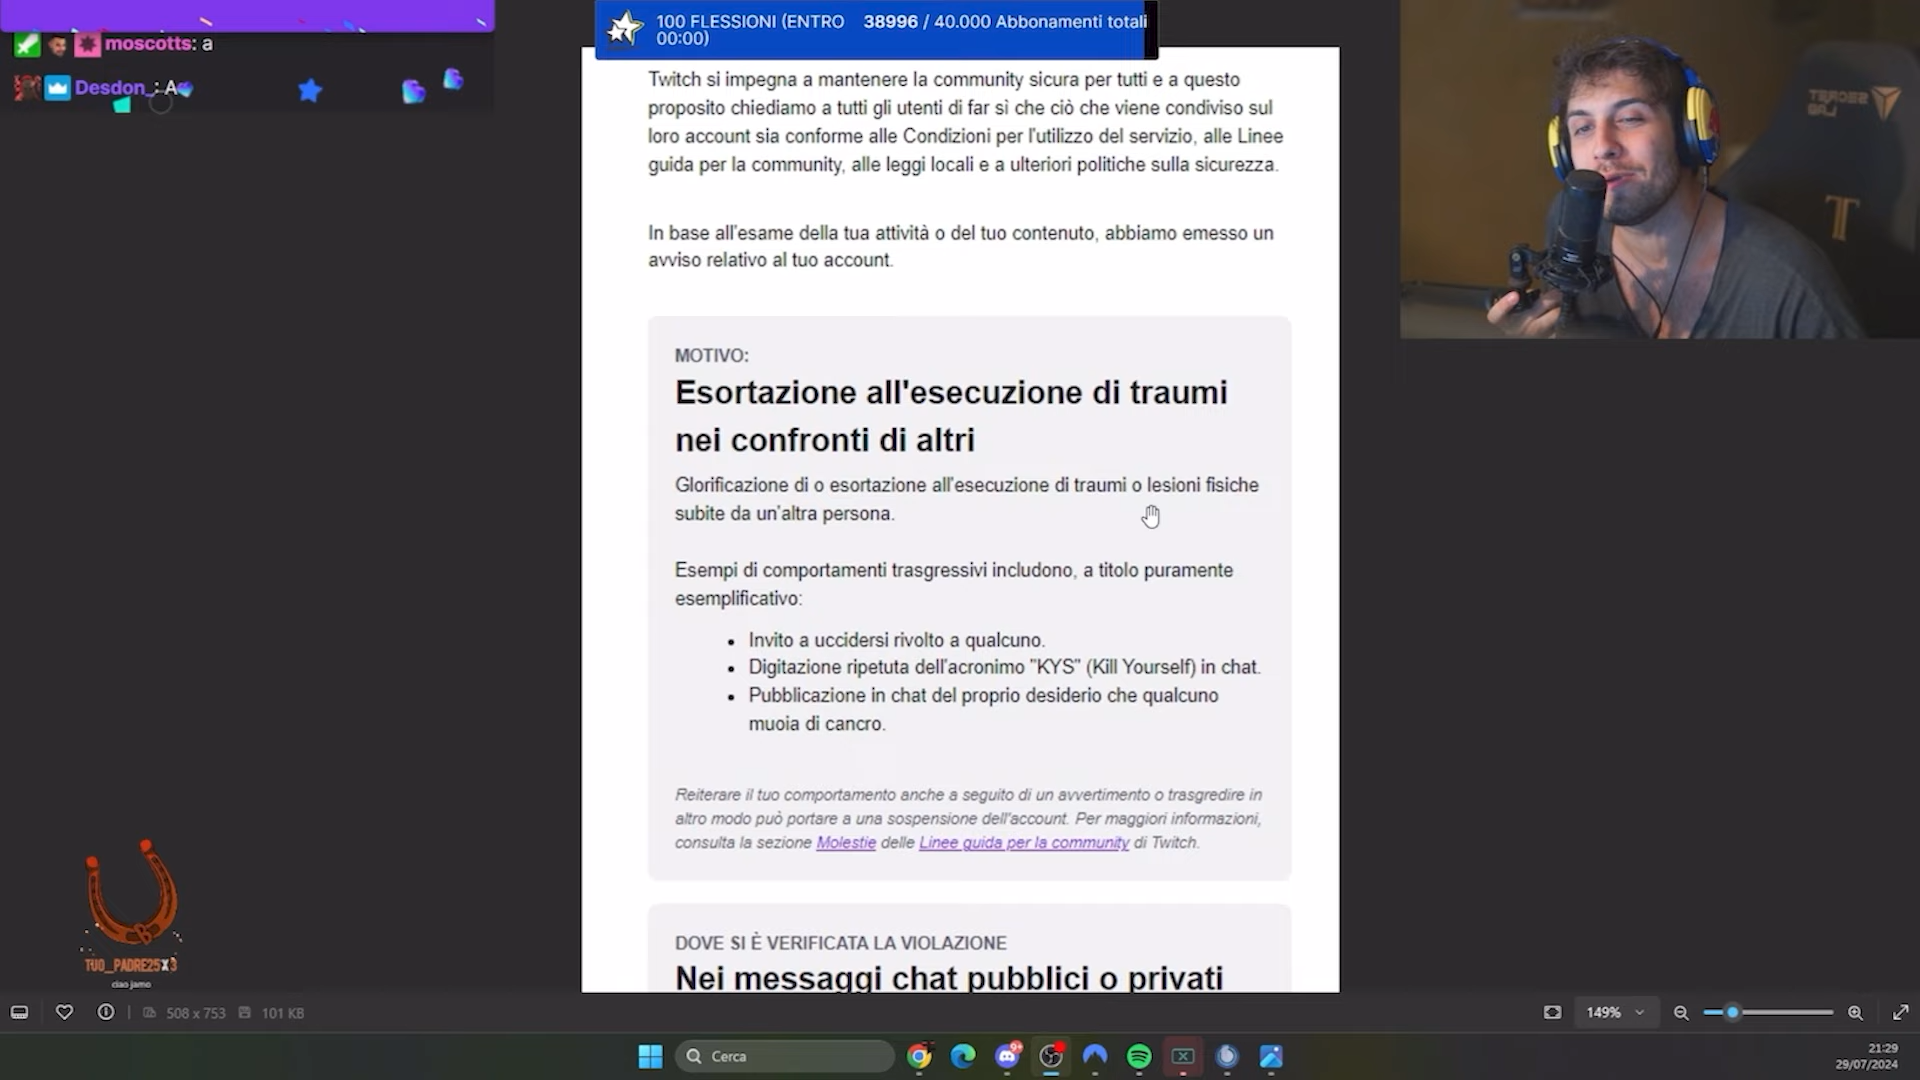 moscotts: a
Desdon_: A
100 FLESSIONI (ENTRO
00:00)
38996 / 40.000 Abbonamenti totali
SECRET
LAB
Twitch si impegna a mantenere la community sicura per tutti e a questo
proposito chiediamo a tutti gli utenti di far sì che ciò che viene condiviso sul
loro account sia conforme alle Condizioni per l'utilizzo del servizio, alle Linee
guida per la community, alle leggi locali e a ulteriori politiche sulla sicurezza.
In base all'esame della tua attività o del tuo contenuto, abbiamo emesso un
avviso relativo al tuo account.
MOTIVO:
Esortazione all'esecuzione di traumi
nei confronti di altri
Glorificazione di o esortazione all'esecuzione di traumi o lesioni fisiche
subite da un'altra persona.
Esempi di comportamenti trasgressivi includono, a titolo puramente
esemplificativo:
• Invito a uccidersi rivolto a qualcuno.
• Digitazione ripetuta dell'acronimo "KYS" (Kill Yourself) in chat.
• Pubblicazione in chat del proprio desiderio che qualcuno
muoia di cancro.
Reiterare il tuo comportamento anche a seguito di un avvertimento o trasgredire in
altro modo può portare a una sospensione dell'account. Per maggiori informazioni,
consulta la sezione Molestie delle Linee guida per la community di Twitch.
DOVE SI È VERIFICATA LA VIOLAZIONE
Nei messaggi chat pubblici o privati
TUO_PADRE25 X3
ciao jamo
508 x 753 101 KB
149%
Cerca
21:29
29/07/2024